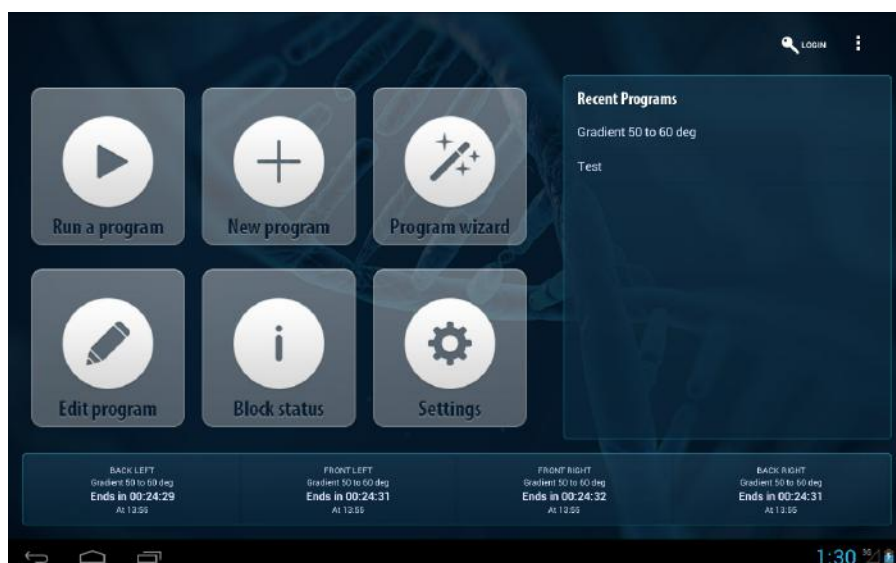 LOGIN
Recent Programs
Gradient 50 to 60 deg
Test
Run a program
New program
Program wizard
Edit program
Block status
Settings
BACK LEFT
Gradient 50 to 60 deg
Ends in 00:24:29
At 13:55
FRONT LEFT
Gradient 50 to 60 deg
Ends in 00:24:31
At 13:55
FRONT RIGHT
Gradient 50 to 60 deg
Ends in 00:24:32
At 13:55
BACK RIGHT
Gradient 50 to 60 deg
Ends in 00:24:31
At 13:55
1:30